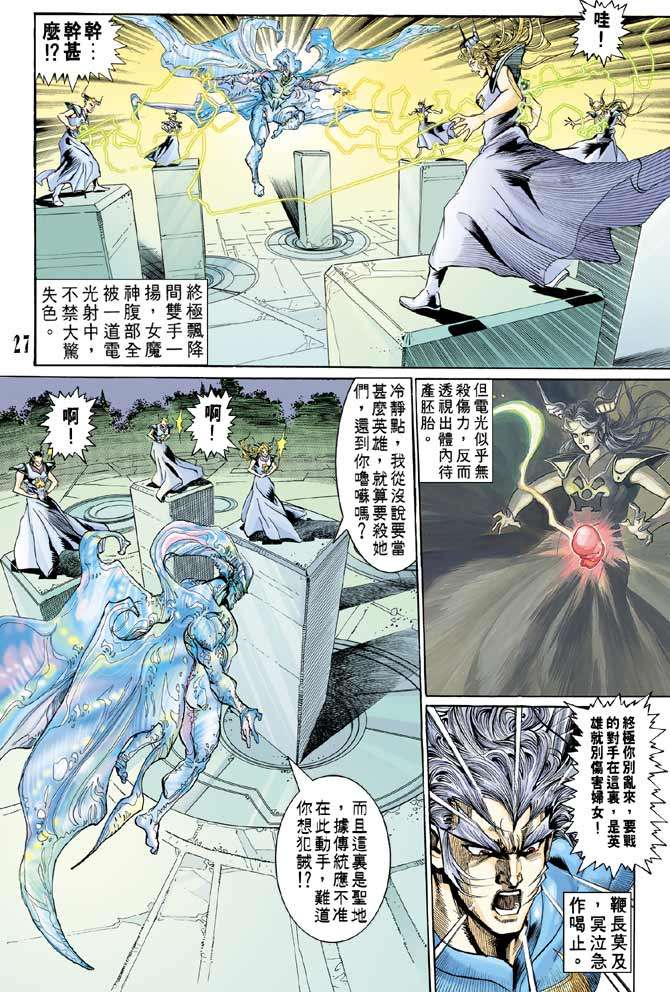 哇！
幹…
幹甚
麼!?
終極飄降
間雙手一
揚，女魔
神腹部全
被一道電
光射中，
不禁大驚
失色。
27
但電光似乎無
殺傷力，反而
透視出體內待
產胚胎。
終極你別亂來，要戰
的對手在這裏，是英
雄就別傷害婦女！
鞭長莫及
，冥泣急
作喝止。
啊！
啊！
冷靜點，我從沒說要當
甚麼英雄，就算要殺她
們，還到你嚕囌嗎？
而且這裏是聖地
，據傳統應不准
在此動手，難道
你想犯誡!?